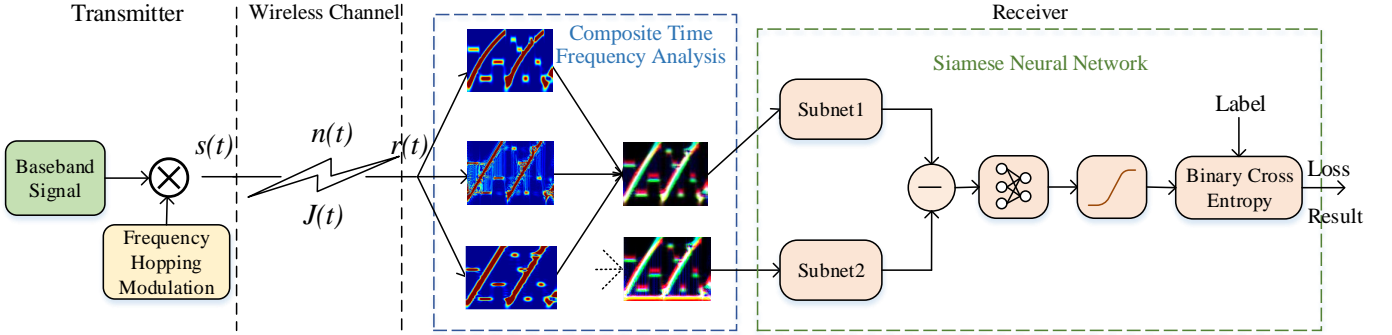 Transmitter
Wireless Channel
Receiver
Composite Time
Frequency Analysis
Siamese Neural Network
Baseband
Signal
s(t)
n(t)
J(t)
r(t)
Frequency
Hopping
Modulation
Subnet1
Subnet2
Label
Binary Cross
Entropy
Loss
Result